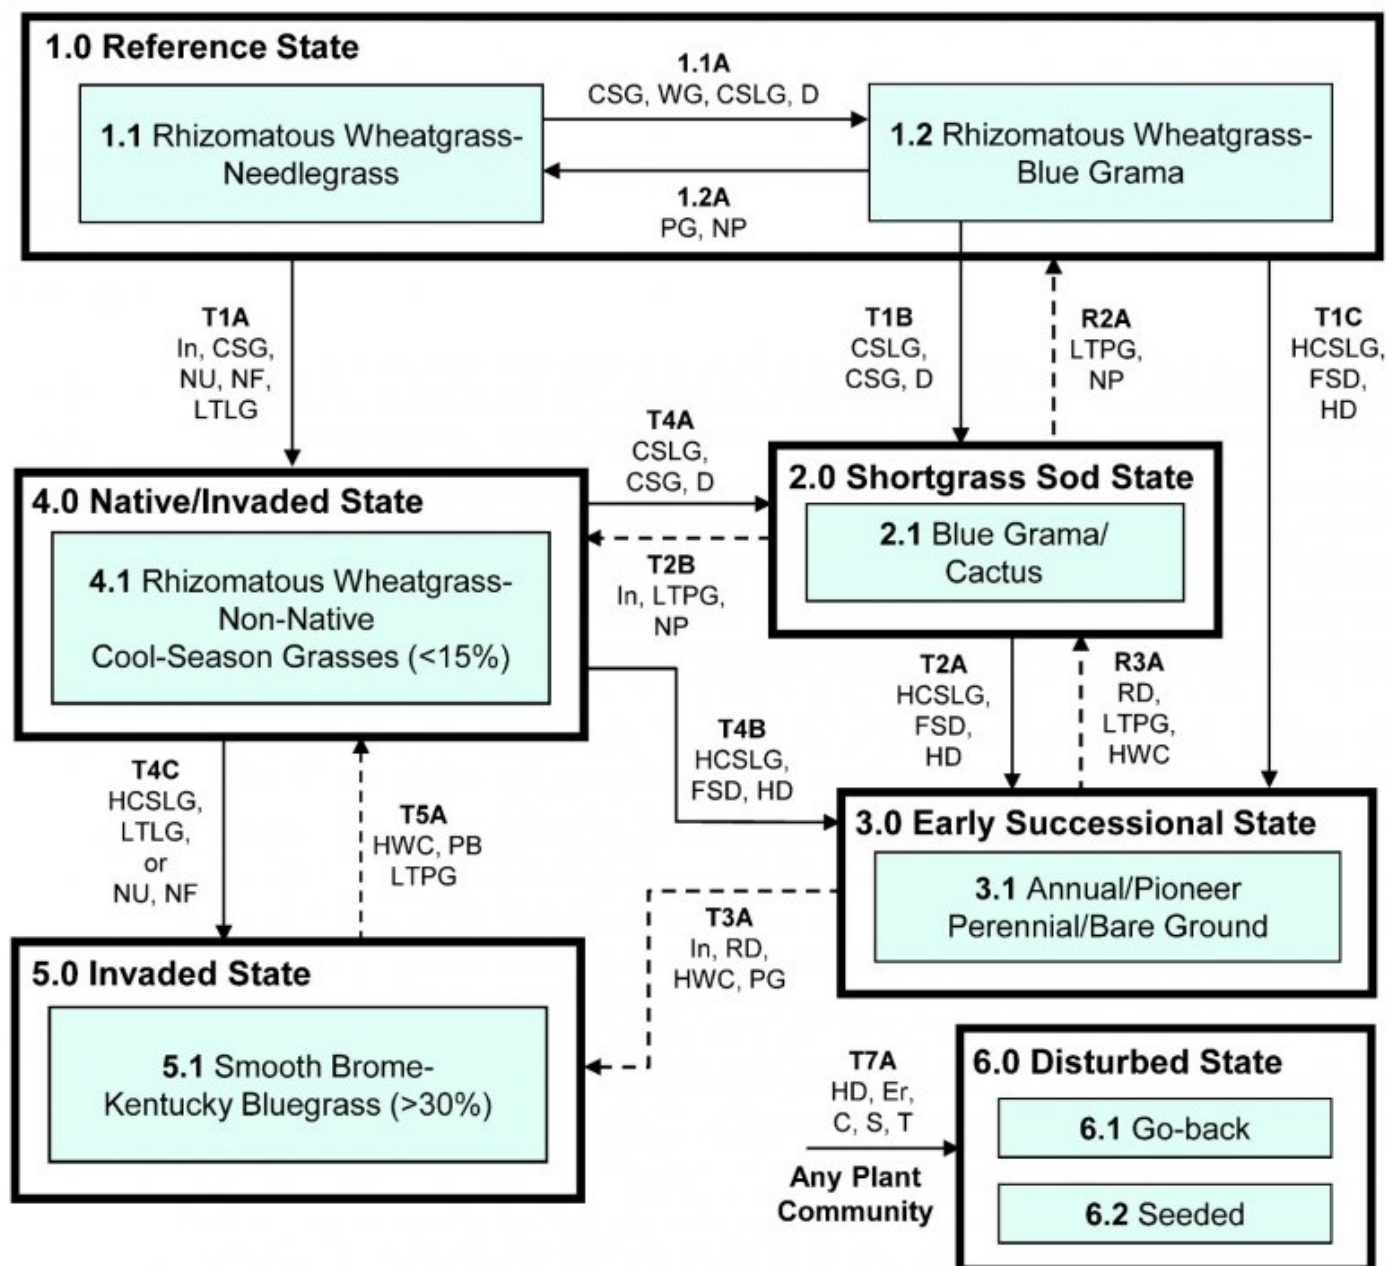 1.0 Reference State
1.1 Rhizomatous Wheatgrass-
Needlegrass
1.1A
CSG, WG, CSLG, D
1.2 Rhizomatous Wheatgrass-
Blue Grama
1.2A
PG, NP
T1A
In, CSG,
NU, NF,
LTLG
T1B
CSLG,
CSG, D
R2A
LTPG,
NP
T1C
HCSLG,
FSD,
HD
4.0 Native/Invaded State
4.1 Rhizomatous Wheatgrass-
Non-Native
Cool-Season Grasses (<15%)
T4A
CSLG,
CSG, D
T2B
In, LTPG,
NP
2.0 Shortgrass Sod State
2.1 Blue Grama/
Cactus
T2A
HCSLG,
FSD,
HD
R3A
RD,
LTPG,
HWC
T4B
HCSLG,
FSD, HD
T4C
HCSLG,
LTLG,
or
NU, NF
T5A
HWC, PB
LTPG
3.0 Early Successional State
3.1 Annual/Pioneer
Perennial/Bare Ground
T3A
In, RD,
HWC, PG
5.0 Invaded State
5.1 Smooth Brome-
Kentucky Bluegrass (>30%)
T7A
HD, Er,
C, S, T
Any Plant
Community
6.0 Disturbed State
6.1 Go-back
6.2 Seeded